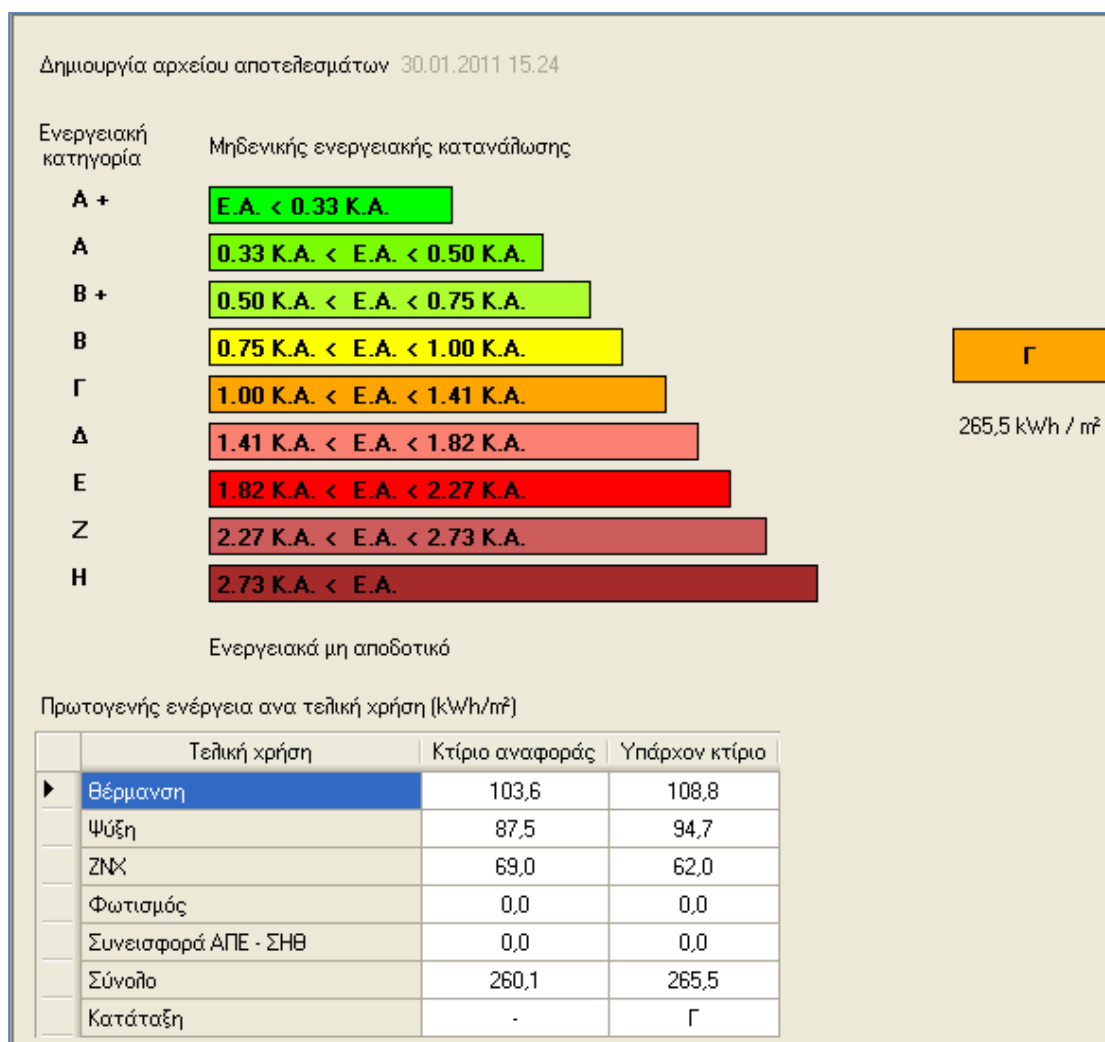 Δημιουργία αρχείου αποτελεσμάτων 30.01.2011 15.24
Ενεργειακή
κατηγορία
Μηδενικής ενεργειακής κατανάλωσης
Α + Ε.Α. < 0.33 Κ.Α.
Α 0.33 Κ.Α. < Ε.Α. < 0.50 Κ.Α.
Β + 0.50 Κ.Α. < Ε.Α. < 0.75 Κ.Α.
Β 0.75 Κ.Α. < Ε.Α. < 1.00 Κ.Α.
Γ
Γ 1.00 Κ.Α. < Ε.Α. < 1.41 Κ.Α.
265,5 kWh / m²
Δ 1.41 Κ.Α. < Ε.Α. < 1.82 Κ.Α.
Ε 1.82 Κ.Α. < Ε.Α. < 2.27 Κ.Α.
Ζ 2.27 Κ.Α. < Ε.Α. < 2.73 Κ.Α.
Η 2.73 Κ.Α. < Ε.Α.
Ενεργειακά μη αποδοτικό
Πρωτογενής ενέργεια ανα τελική χρήση (kWh/m²)
Τελική χρήση Κτίριο αναφοράς Υπάρχον κτίριο
Θέρμανση 103,6 108,8
Ψύξη 87,5 94,7
ΖΝΧ 69,0 62,0
Φωτισμός 0,0 0,0
Συνεισφορά ΑΠΕ - ΣΗΘ 0,0 0,0
Σύνολο 260,1 265,5
Κατάταξη - Γ